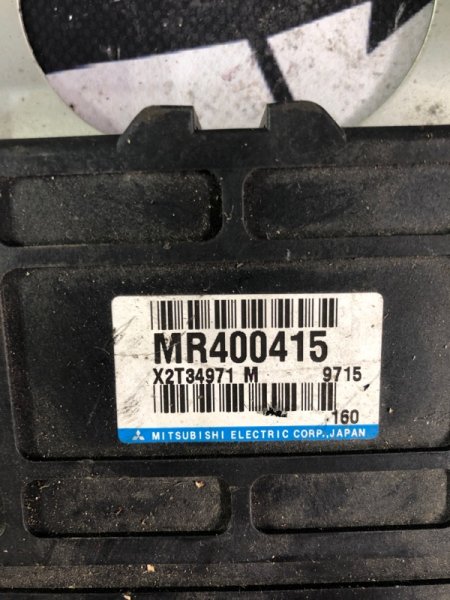 MR400415
X2T34971 M 9715
160
MITSUBISHI ELECTRIC CORP., JAPAN